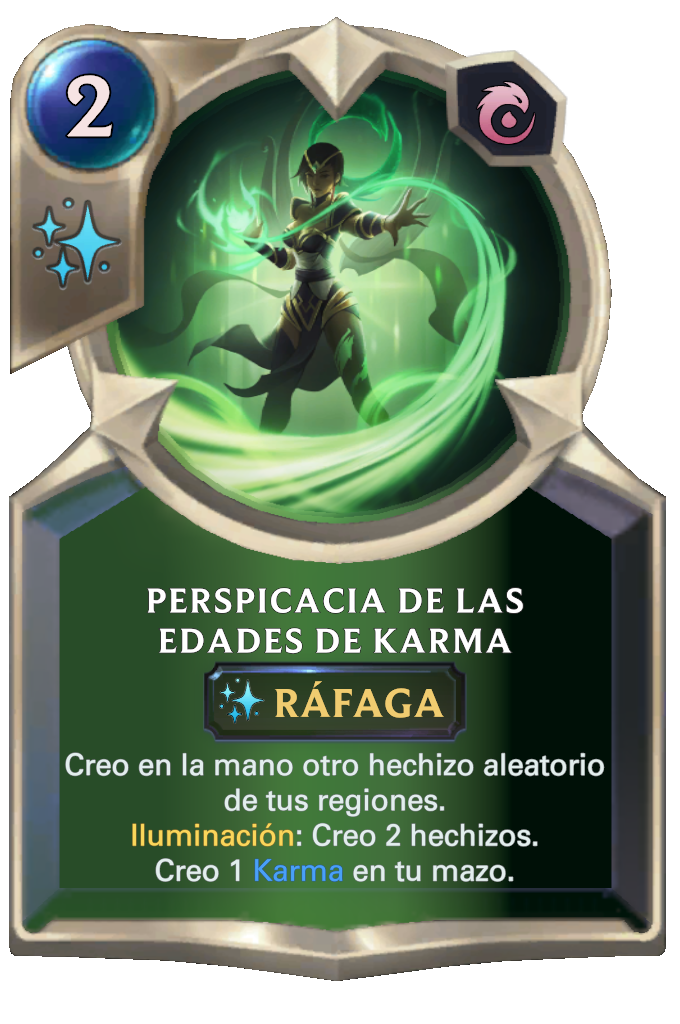 2
PERSPICACIA DE LAS
EDADES DE KARMA
RÁFAGA
Creo en la mano otro hechizo aleatorio
de tus regiones.
Iluminación: Creo 2 hechizos.
Creo 1 Karma en tu mazo.